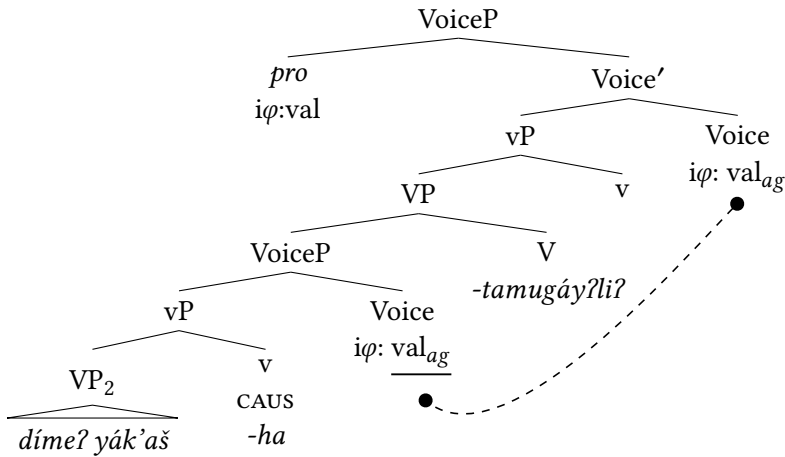 VoiceP
pro
Voice′
iφ:val
vP
Voice
iφ: val_ag
VP
v
VoiceP
V
-tamugáyʔliʔ
vP
Voice
iφ: val_ag
VP₂
v
CAUS
dímeʔ yák’aš
-ha